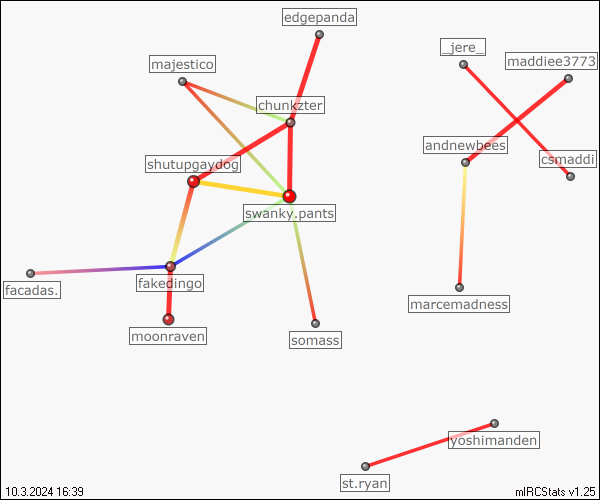 edgepanda
_jere_
majestico
maddiee3773
chunkzter
andnewbees
shutupgaydog
csmaddi
swanky.pants
facadas.
fakedingo
marcemadness
moonraven
somass
yoshimanden
st.ryan
10.3.2024 16:39
mIRCStats v1.25